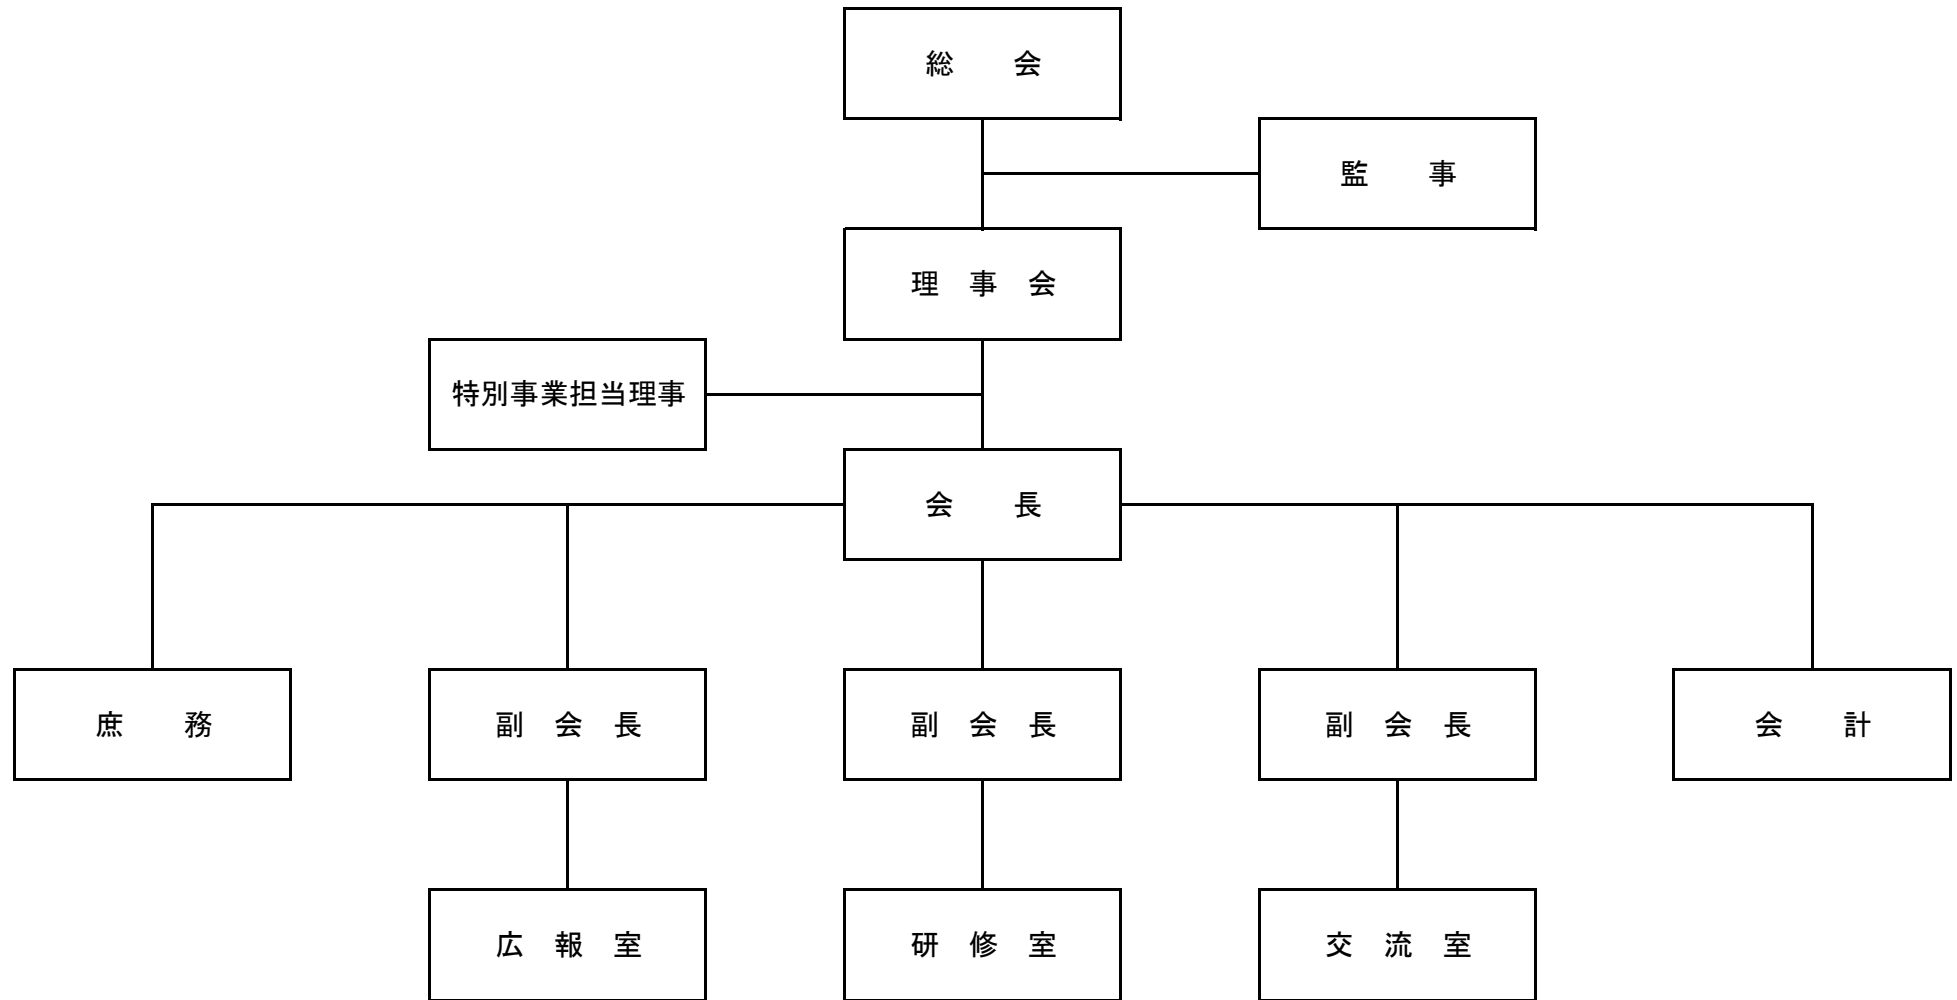 総　　会
監　　事
理　事　会
特別事業担当理事
会　　長
庶　　務
副　会　長
副　会　長
副　会　長
会　　計
広　報　室
研　修　室
交　流　室